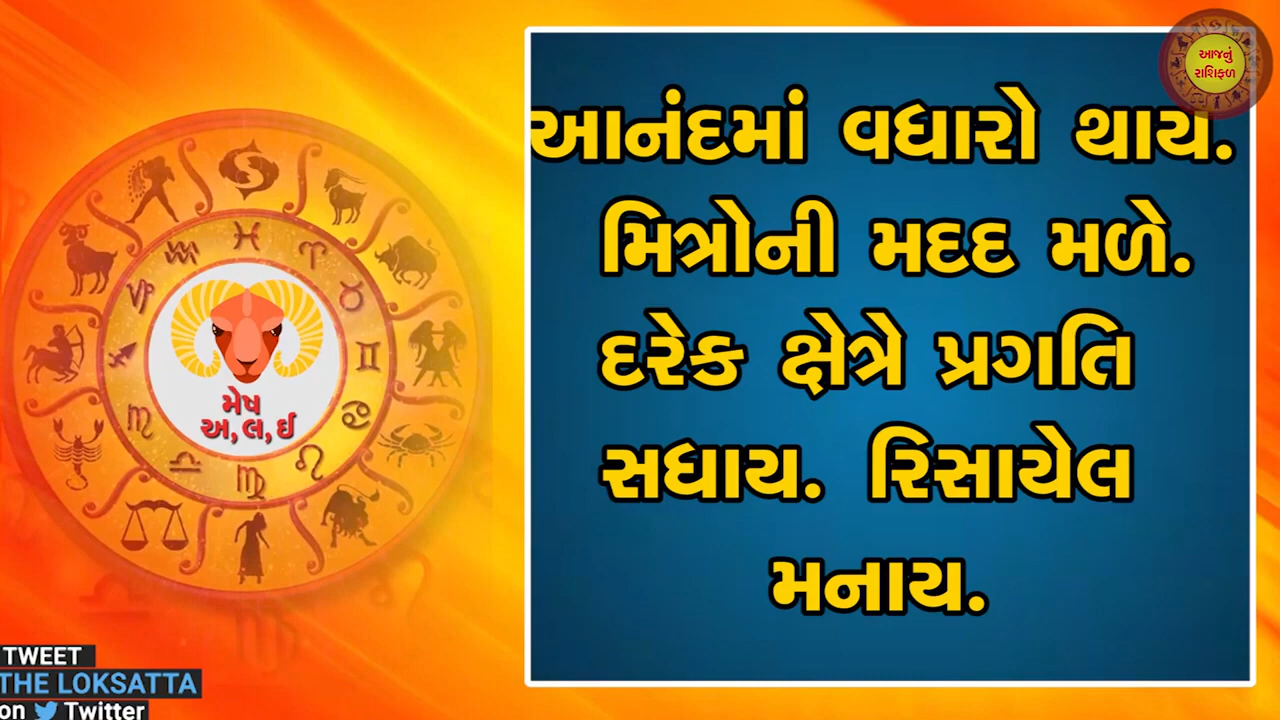 આજનું
રાશિફળ
આનંદમાં વધારો થાય.
મિત્રોની મદદ મળે.
દરેક ક્ષેત્રે પ્રગતિ
સધાય. રિસાયેલ
મનાય.
મેષ
અ, લ, ઈ
TWEET
THE LOKSATTA
on Twitter